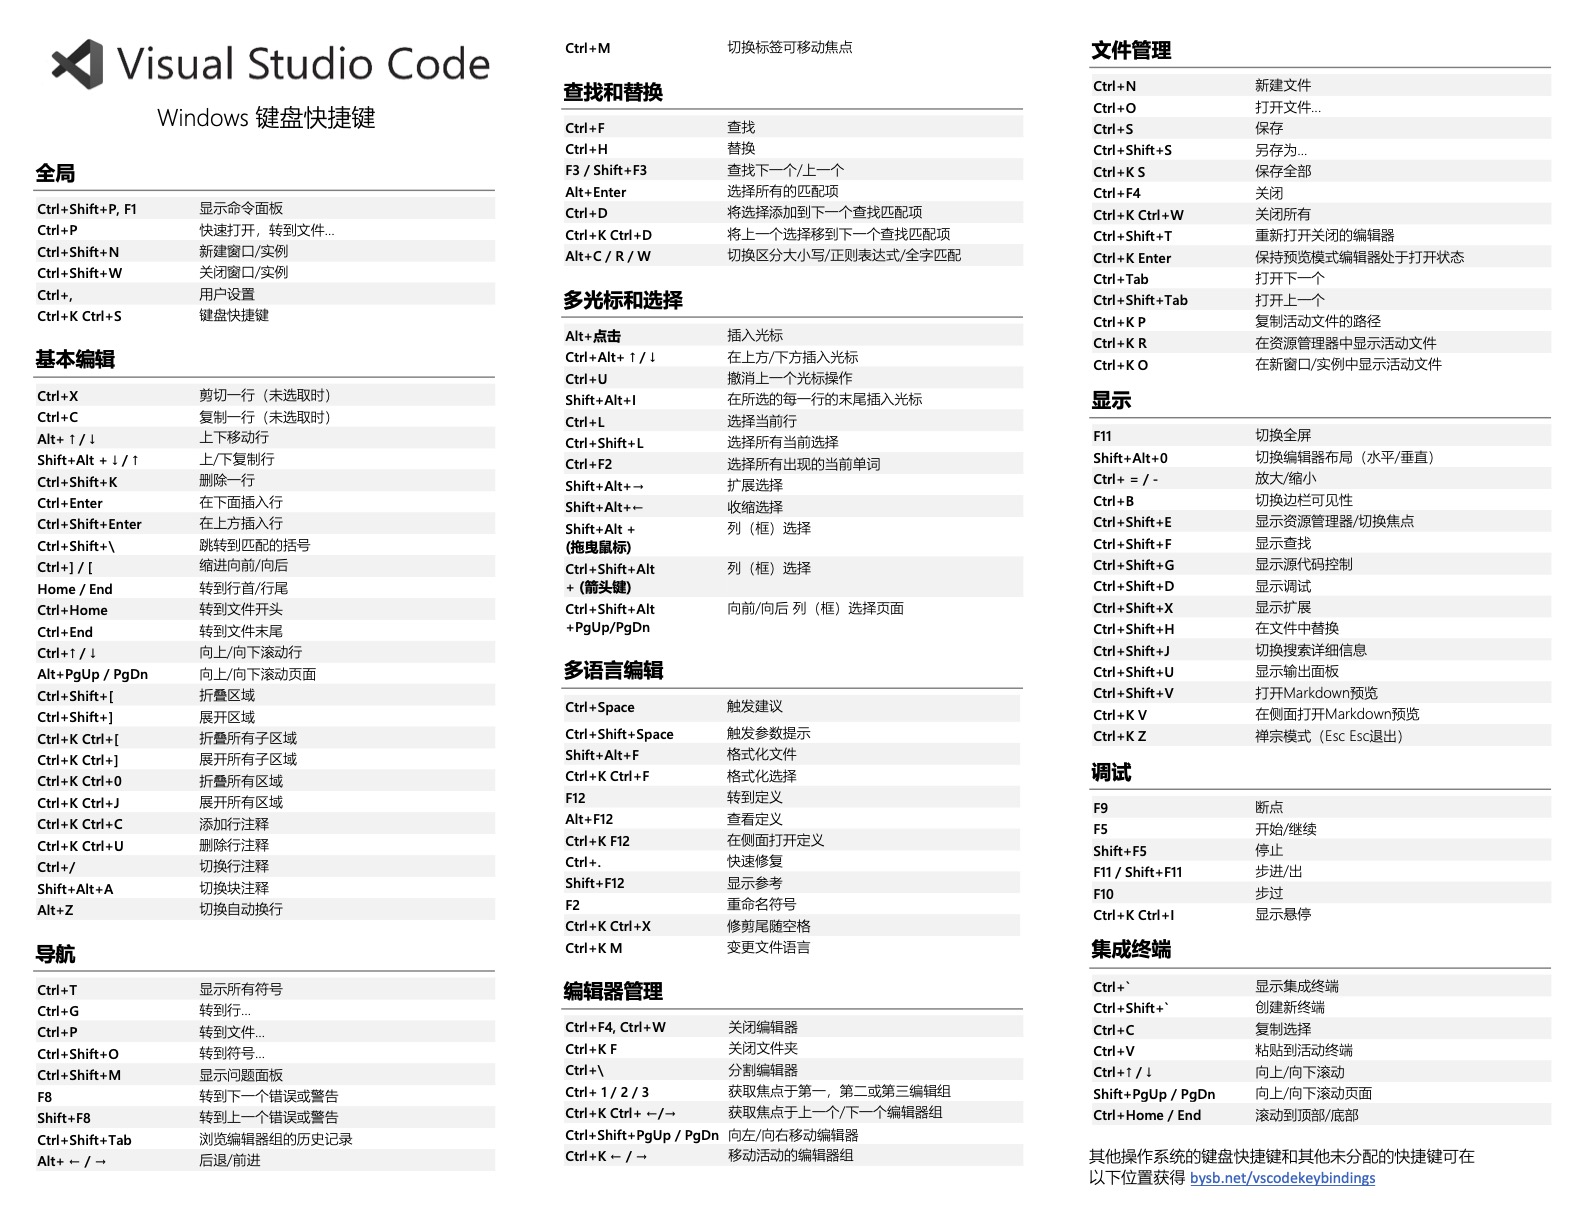 Visual Studio Code
Windows 键盘快捷键
全局
Ctrl+Shift+P, F1 显示命令面板
Ctrl+P 快速打开，转到文件...
Ctrl+Shift+N 新建窗口/实例
Ctrl+Shift+W 关闭窗口/实例
Ctrl+, 用户设置
Ctrl+K Ctrl+S 键盘快捷键
基本编辑
Ctrl+X 剪切一行（未选取时）
Ctrl+C 复制一行（未选取时）
Alt+ ↑ / ↓ 上下移动行
Shift+Alt + ↓ / ↑ 上/下复制行
Ctrl+Shift+K 删除一行
Ctrl+Enter 在下面插入行
Ctrl+Shift+Enter 在上方插入行
Ctrl+Shift+\ 跳转到匹配的括号
Ctrl+] / [ 缩进向前/向后
Home / End 转到行首/行尾
Ctrl+Home 转到文件开头
Ctrl+End 转到文件末尾
Ctrl+↑ / ↓ 向上/向下滚动行
Alt+PgUp / PgDn 向上/向下滚动页面
Ctrl+Shift+[ 折叠区域
Ctrl+Shift+] 展开区域
Ctrl+K Ctrl+[ 折叠所有子区域
Ctrl+K Ctrl+] 展开所有子区域
Ctrl+K Ctrl+0 折叠所有区域
Ctrl+K Ctrl+J 展开所有区域
Ctrl+K Ctrl+C 添加行注释
Ctrl+K Ctrl+U 删除行注释
Ctrl+/ 切换行注释
Shift+Alt+A 切换块注释
Alt+Z 切换自动换行
导航
Ctrl+T 显示所有符号
Ctrl+G 转到行...
Ctrl+P 转到文件...
Ctrl+Shift+O 转到符号...
Ctrl+Shift+M 显示问题面板
F8 转到下一个错误或警告
Shift+F8 转到上一个错误或警告
Ctrl+Shift+Tab 浏览编辑器组的历史记录
Alt+ ← / → 后退/前进
Ctrl+M 切换标签可移动焦点
查找和替换
Ctrl+F 查找
Ctrl+H 替换
F3 / Shift+F3 查找下一个/上一个
Alt+Enter 选择所有的匹配项
Ctrl+D 将选择添加到下一个查找匹配项
Ctrl+K Ctrl+D 将上一个选择移到下一个查找匹配项
Alt+C / R / W 切换区分大小写/正则表达式/全字匹配
多光标和选择
Alt+点击 插入光标
Ctrl+Alt+ ↑ / ↓ 在上方/下方插入光标
Ctrl+U 撤消上一个光标操作
Shift+Alt+I 在所选的每一行的末尾插入光标
Ctrl+L 选择当前行
Ctrl+Shift+L 选择所有当前选择
Ctrl+F2 选择所有出现的当前单词
Shift+Alt+→ 扩展选择
Shift+Alt+← 收缩选择
Shift+Alt + 列（框）选择
(拖曳鼠标)
Ctrl+Shift+Alt 列（框）选择
+ (箭头键)
Ctrl+Shift+Alt 向前/向后 列（框）选择页面
+PgUp/PgDn
多语言编辑
Ctrl+Space 触发建议
Ctrl+Shift+Space 触发参数提示
Shift+Alt+F 格式化文件
Ctrl+K Ctrl+F 格式化选择
F12 转到定义
Alt+F12 查看定义
Ctrl+K F12 在侧面打开定义
Ctrl+. 快速修复
Shift+F12 显示参考
F2 重命名符号
Ctrl+K Ctrl+X 修剪尾随空格
Ctrl+K M 变更文件语言
编辑器管理
Ctrl+F4, Ctrl+W 关闭编辑器
Ctrl+K F 关闭文件夹
Ctrl+\ 分割编辑器
Ctrl+ 1 / 2 / 3 获取焦点于第一，第二或第三编辑组
Ctrl+K Ctrl+ ←/→ 获取焦点于上一个/下一个编辑器组
Ctrl+Shift+PgUp / PgDn 向左/向右移动编辑器
Ctrl+K ← / → 移动活动的编辑器组
文件管理
Ctrl+N 新建文件
Ctrl+O 打开文件...
Ctrl+S 保存
Ctrl+Shift+S 另存为...
Ctrl+K S 保存全部
Ctrl+F4 关闭
Ctrl+K Ctrl+W 关闭所有
Ctrl+Shift+T 重新打开关闭的编辑器
Ctrl+K Enter 保持预览模式编辑器处于打开状态
Ctrl+Tab 打开下一个
Ctrl+Shift+Tab 打开上一个
Ctrl+K P 复制活动文件的路径
Ctrl+K R 在资源管理器中显示活动文件
Ctrl+K O 在新窗口/实例中显示活动文件
显示
F11 切换全屏
Shift+Alt+0 切换编辑器布局（水平/垂直）
Ctrl+ = / - 放大/缩小
Ctrl+B 切换边栏可见性
Ctrl+Shift+E 显示资源管理器/切换焦点
Ctrl+Shift+F 显示查找
Ctrl+Shift+G 显示源代码控制
Ctrl+Shift+D 显示调试
Ctrl+Shift+X 显示扩展
Ctrl+Shift+H 在文件中替换
Ctrl+Shift+J 切换搜索详细信息
Ctrl+Shift+U 显示输出面板
Ctrl+Shift+V 打开Markdown预览
Ctrl+K V 在侧面打开Markdown预览
Ctrl+K Z 禅宗模式（Esc Esc退出）
调试
F9 断点
F5 开始/继续
Shift+F5 停止
F11 / Shift+F11 步进/出
F10 步过
Ctrl+K Ctrl+I 显示悬停
集成终端
Ctrl+` 显示集成终端
Ctrl+Shift+` 创建新终端
Ctrl+C 复制选择
Ctrl+V 粘贴到活动终端
Ctrl+↑ / ↓ 向上/向下滚动
Shift+PgUp / PgDn 向上/向下滚动页面
Ctrl+Home / End 滚动到顶部/底部
其他操作系统的键盘快捷键和其他未分配的快捷键可在
以下位置获得 bysb.net/vscodekeybindings